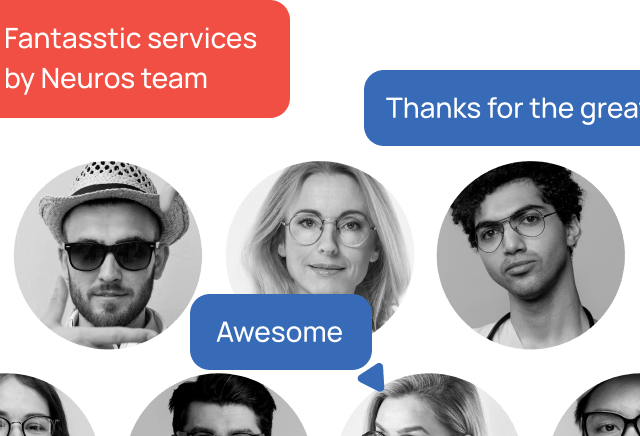 Fantasstic services
by Neuros team
Thanks for the grea
Awesome